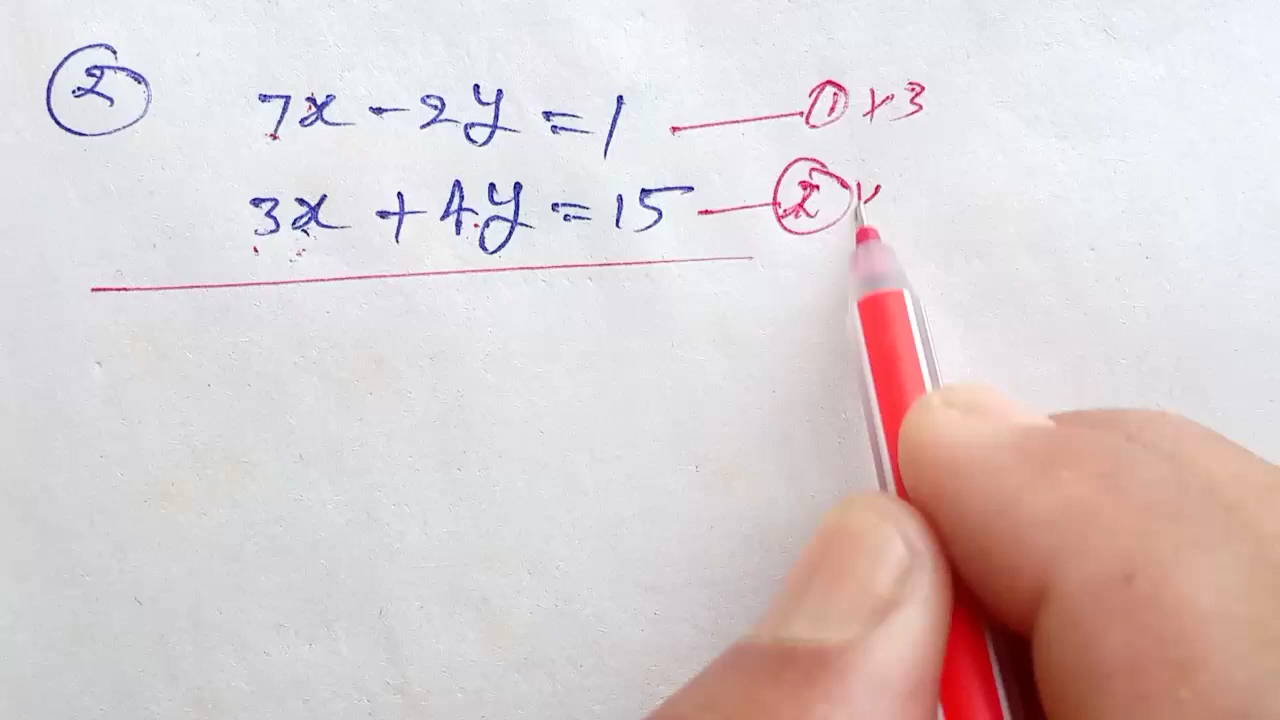 ② 7x - 2y = 1 — ① × 3
3x + 4y = 15 — ② ×